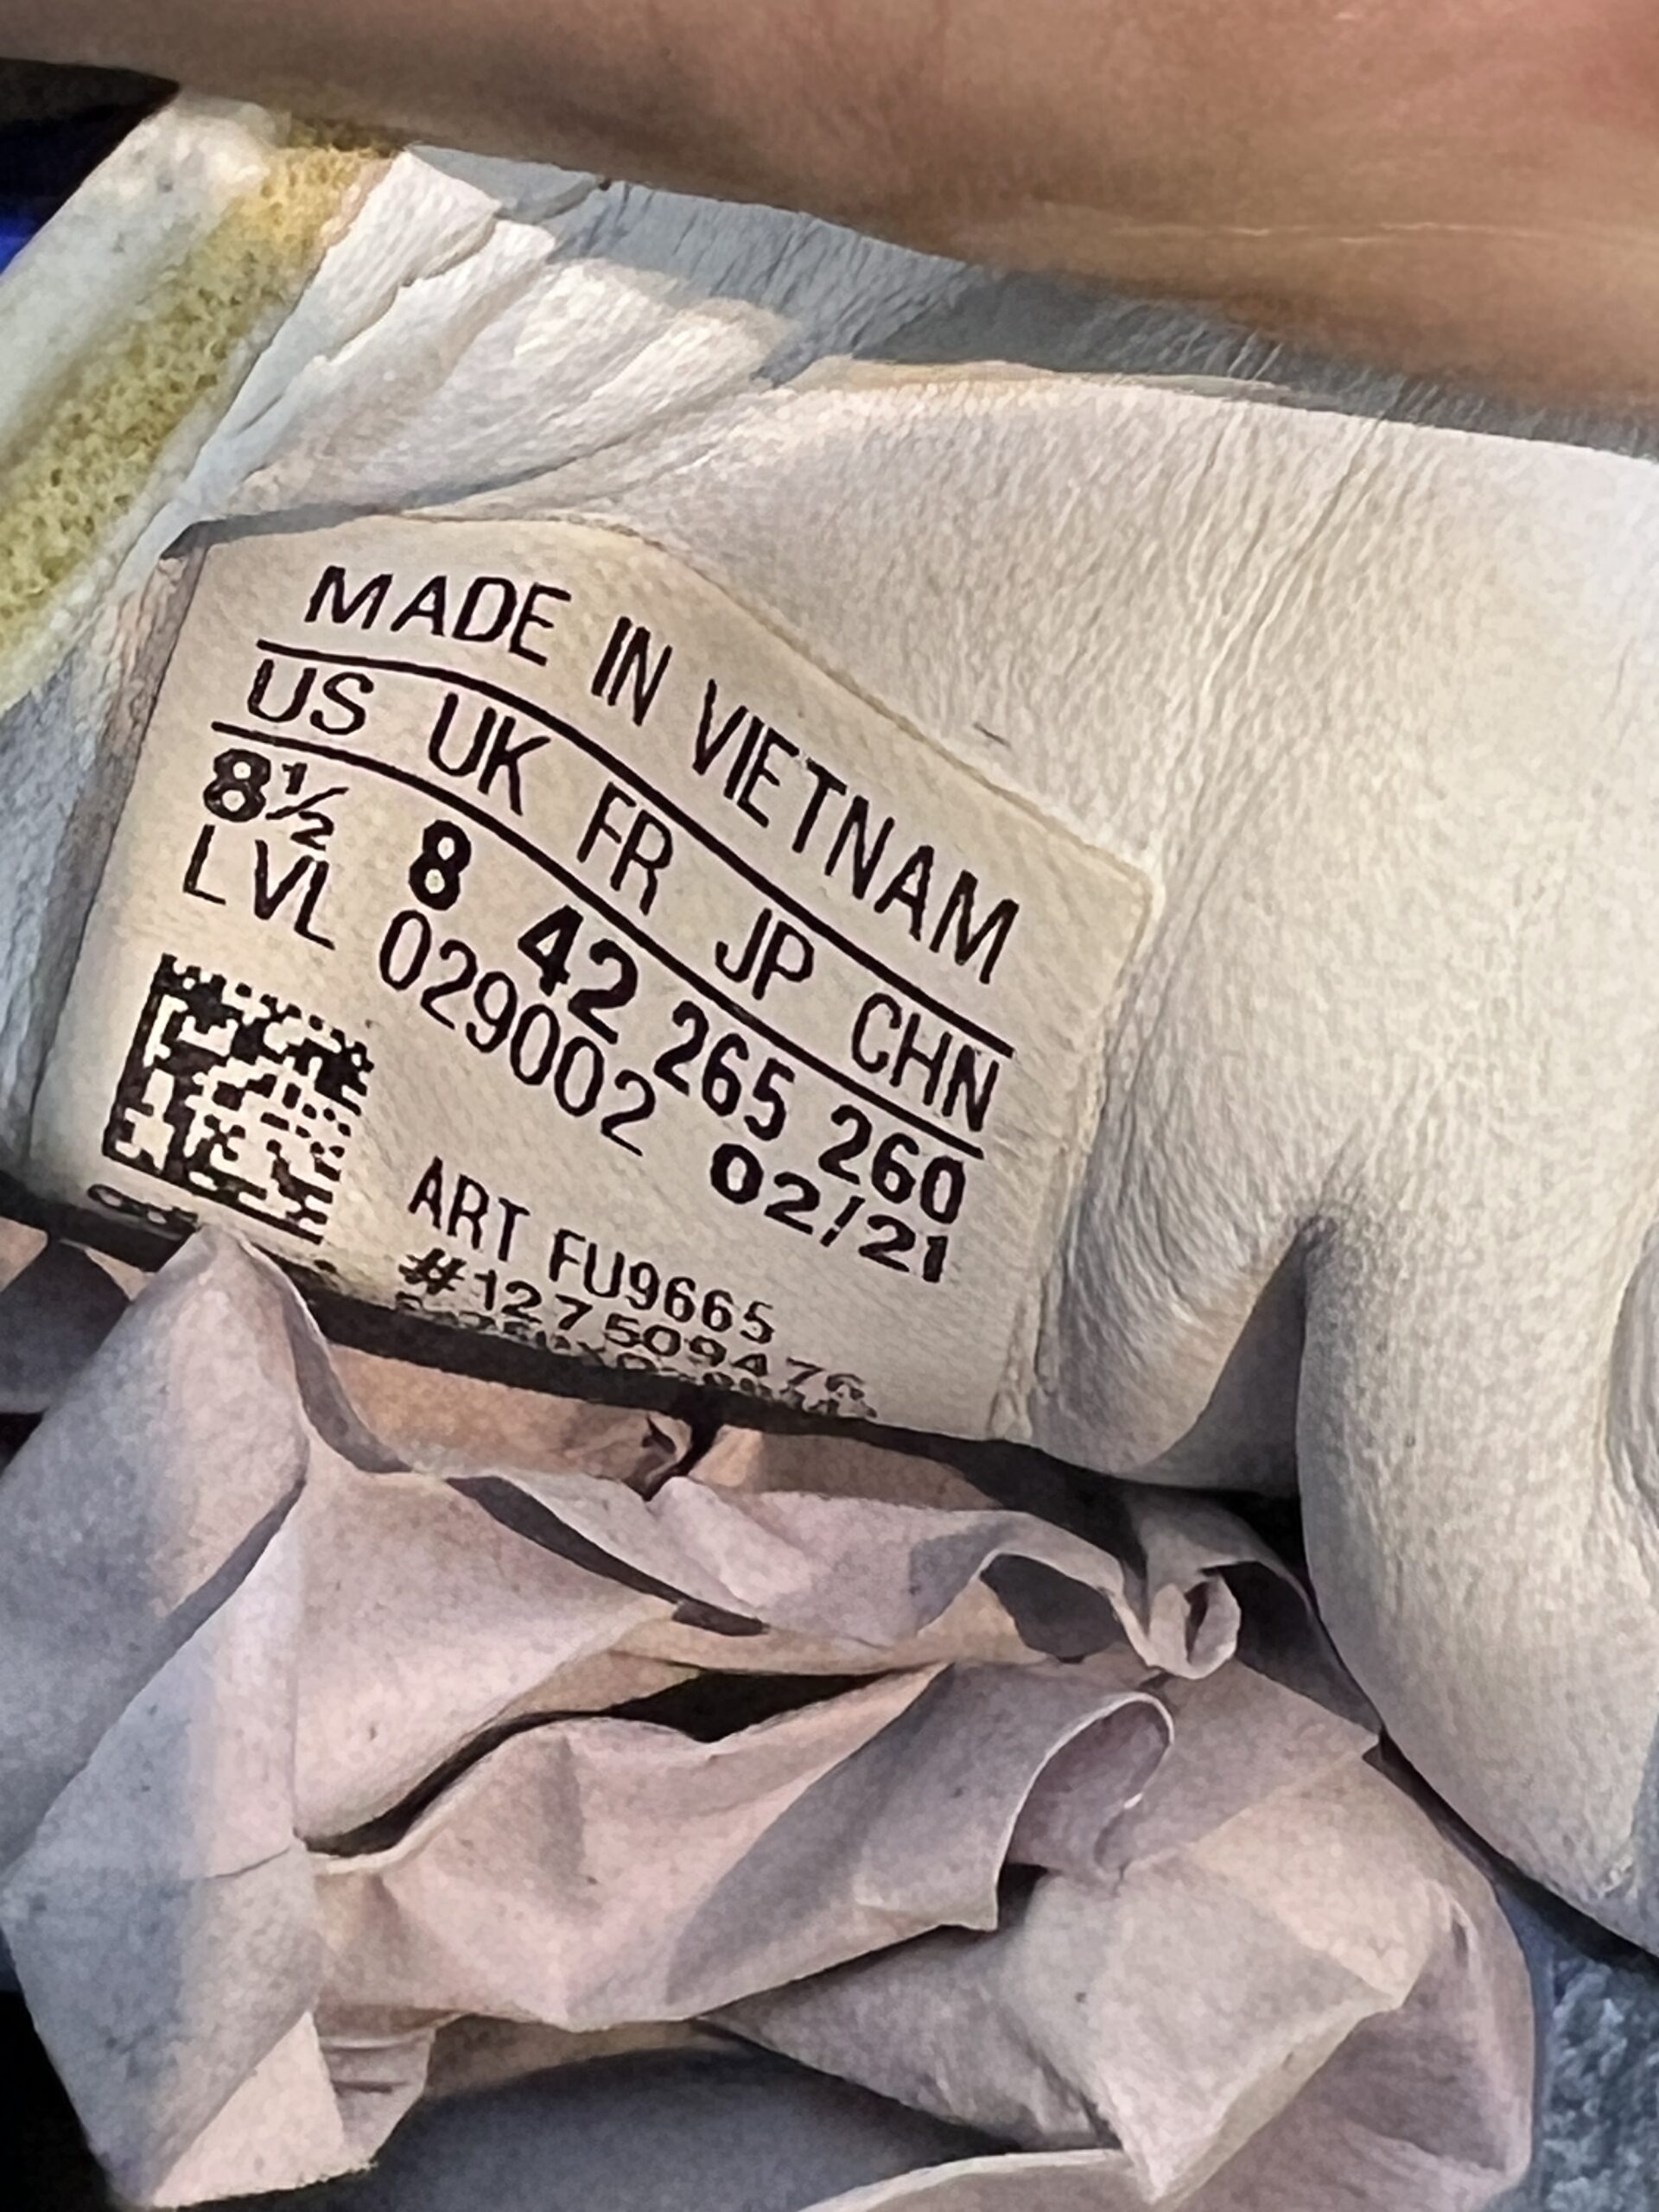 MADE IN VIETNAM
US UK FR JP CHN
8½ 8 42 265 260
LVL 029002 02/21
ART FU9665
#127509476